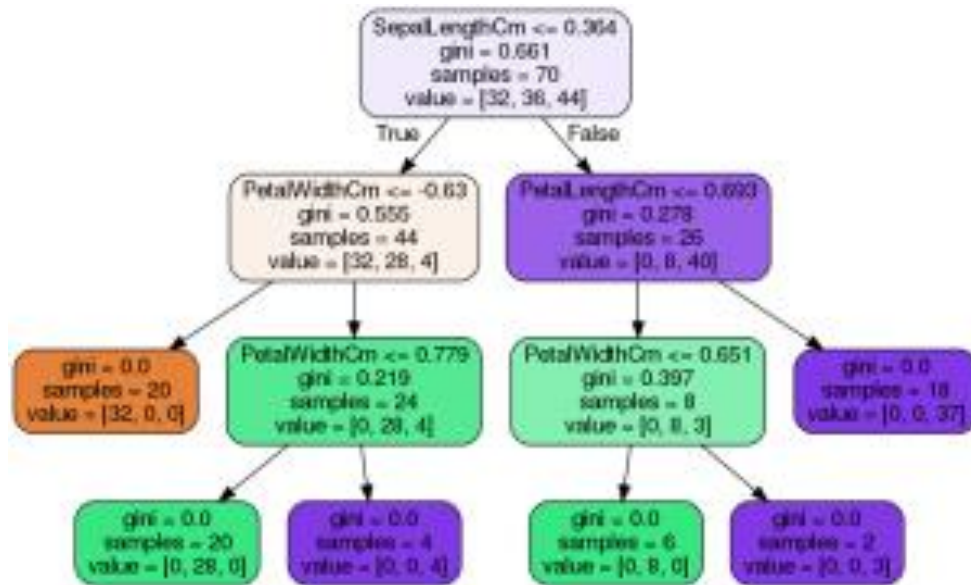 SepalLengthCm <= 0.364
gini = 0.661
samples = 70
value = [32, 36, 44]
True
False
PetalWidthCm <= -0.63
gini = 0.555
samples = 44
value = [32, 28, 4]
PetalLengthCm <= 0.693
gini = 0.278
samples = 26
value = [0, 8, 40]
gini = 0.0
samples = 20
value = [32, 0, 0]
PetalWidthCm <= 0.779
gini = 0.219
samples = 24
value = [0, 28, 4]
PetalWidthCm <= 0.651
gini = 0.397
samples = 8
value = [0, 8, 3]
gini = 0.0
samples = 18
value = [0, 0, 37]
gini = 0.0
samples = 20
value = [0, 28, 0]
gini = 0.0
samples = 4
value = [0, 0, 4]
gini = 0.0
samples = 6
value = [0, 8, 0]
gini = 0.0
samples = 2
value = [0, 0, 3]